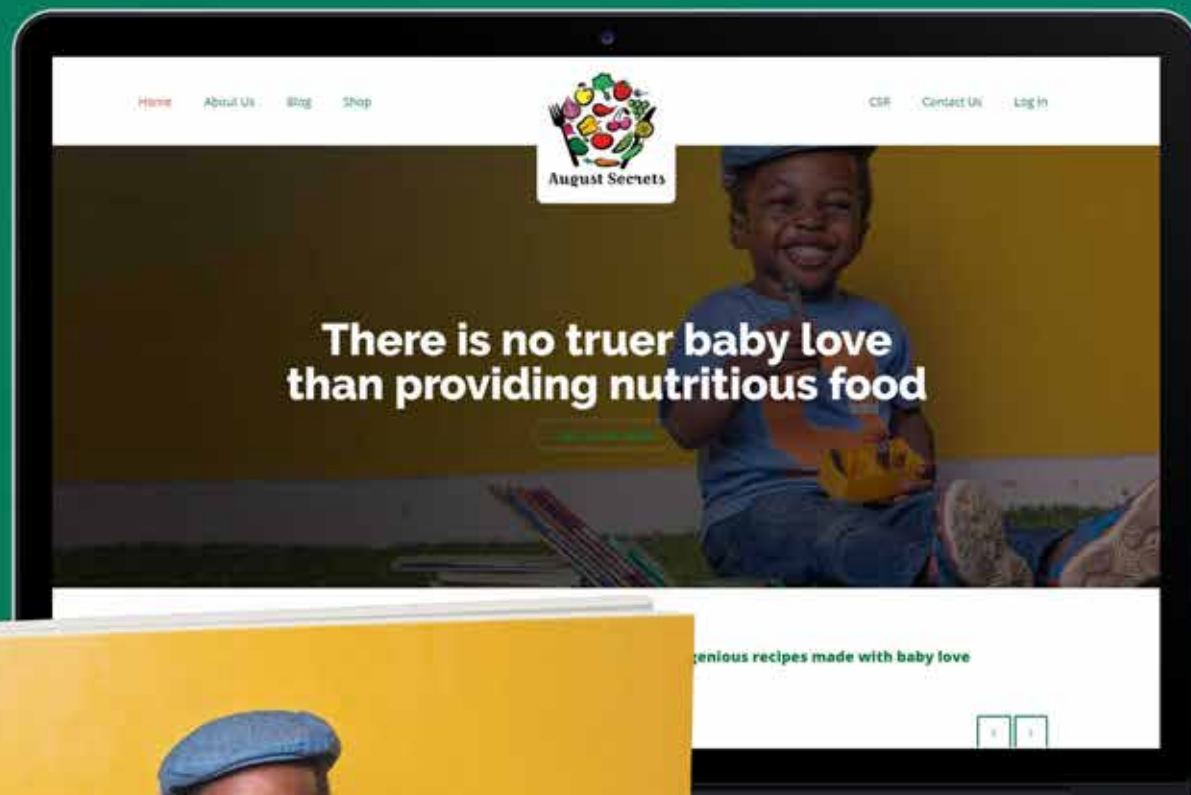 Home About Us Blog Shop
August Secrets
CSR Contact Us Log In
There is no truer baby love
than providing nutritious food
genious recipes made with baby love